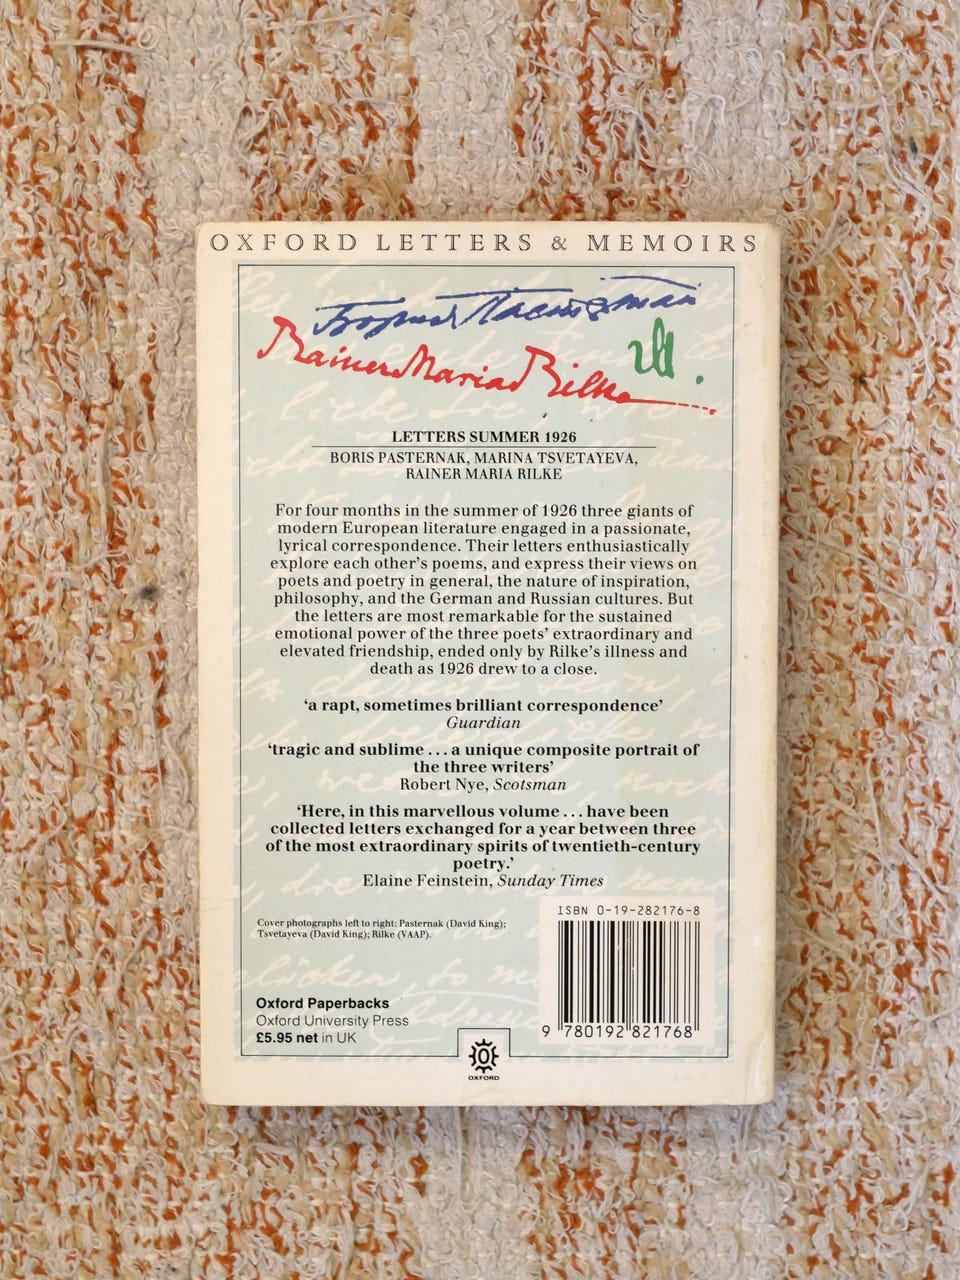 OXFORD LETTERS & MEMOIRS
Борис Пастернак
Rainer Maria Rilke
LETTERS SUMMER 1926
BORIS PASTERNAK, MARINA TSVETAYEVA,
RAINER MARIA RILKE
For four months in the summer of 1926 three giants of
modern European literature engaged in a passionate,
lyrical correspondence. Their letters enthusiastically
explore each other's poems, and express their views on
poets and poetry in general, the nature of inspiration,
philosophy, and the German and Russian cultures. But
the letters are most remarkable for the sustained
emotional power of the three poets' extraordinary and
elevated friendship, ended only by Rilke's illness and
death as 1926 drew to a close.
'a rapt, sometimes brilliant correspondence'
Guardian
'tragic and sublime ... a unique composite portrait of
the three writers'
Robert Nye, Scotsman
'Here, in this marvellous volume ... have been
collected letters exchanged for a year between three
of the most extraordinary spirits of twentieth-century
poetry.'
Elaine Feinstein, Sunday Times
Cover photographs left to right: Pasternak (David King);
Tsvetayeva (David King); Rilke (VAAP).
Oxford Paperbacks
Oxford University Press
£5.95 net in UK
ISBN 0-19-282176-8
9 780192 821768
OXFORD